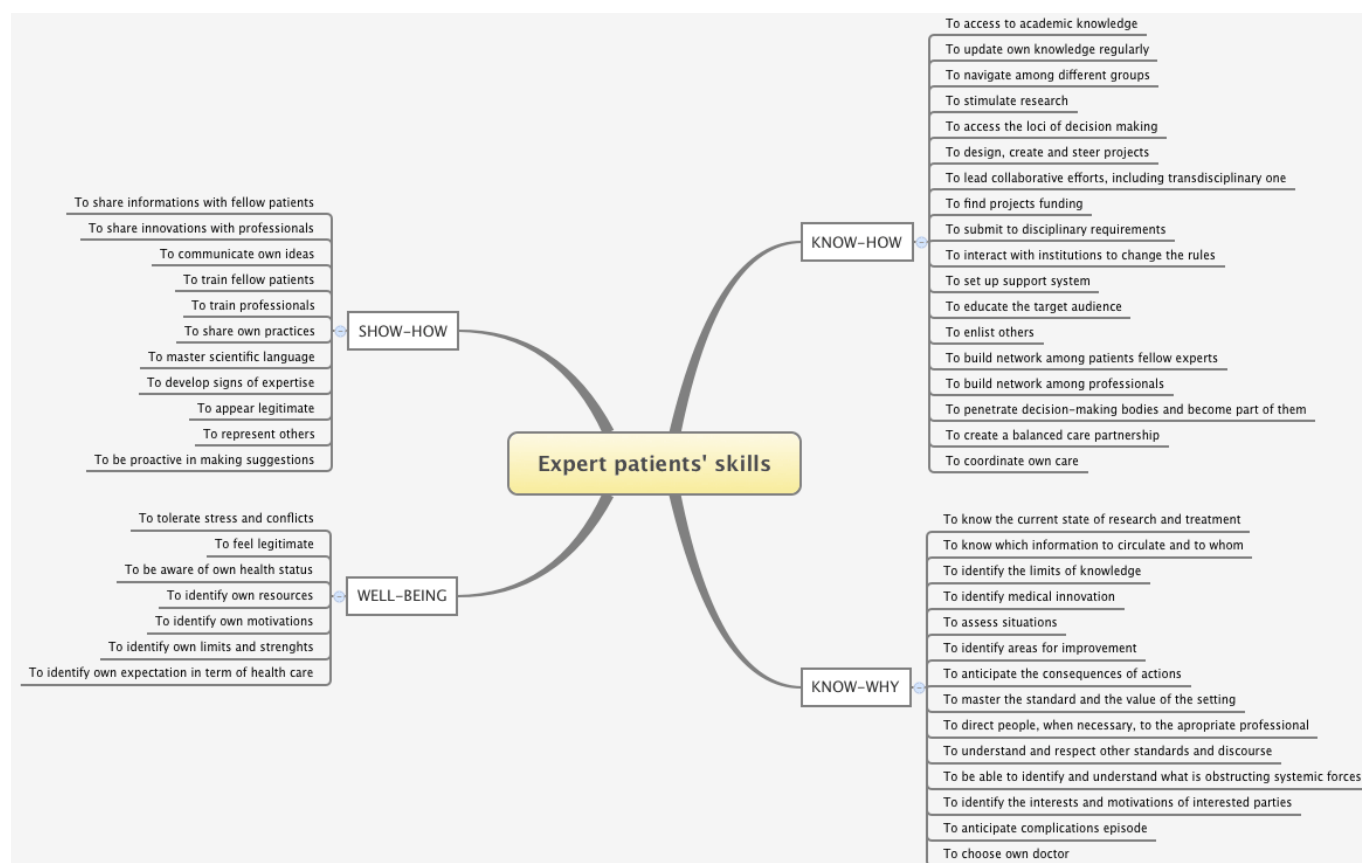 Expert patients' skills
KNOW-HOW
To access to academic knowledge
To update own knowledge regularly
To navigate among different groups
To stimulate research
To access the loci of decision making
To design, create and steer projects
To lead collaborative efforts, including transdisciplinary one
To find projects funding
To submit to disciplinary requirements
To interact with institutions to change the rules
To set up support system
To educate the target audience
To enlist others
To build network among patients fellow experts
To build network among professionals
To penetrate decision-making bodies and become part of them
To create a balanced care partnership
To coordinate own care
KNOW-WHY
To know the current state of research and treatment
To know which information to circulate and to whom
To identify the limits of knowledge
To identify medical innovation
To assess situations
To identify areas for improvement
To anticipate the consequences of actions
To master the standard and the value of the setting
To direct people, when necessary, to the apropriate professional
To understand and respect other standards and discourse
To be able to identify and understand what is obstructing systemic forces
To identify the interests and motivations of interested parties
To anticipate complications episode
To choose own doctor
SHOW-HOW
To share informations with fellow patients
To share innovations with professionals
To communicate own ideas
To train fellow patients
To train professionals
To share own practices
To master scientific language
To develop signs of expertise
To appear legitimate
To represent others
To be proactive in making suggestions
WELL-BEING
To tolerate stress and conflicts
To feel legitimate
To be aware of own health status
To identify own resources
To identify own motivations
To identify own limits and strenghts
To identify own expectation in term of health care